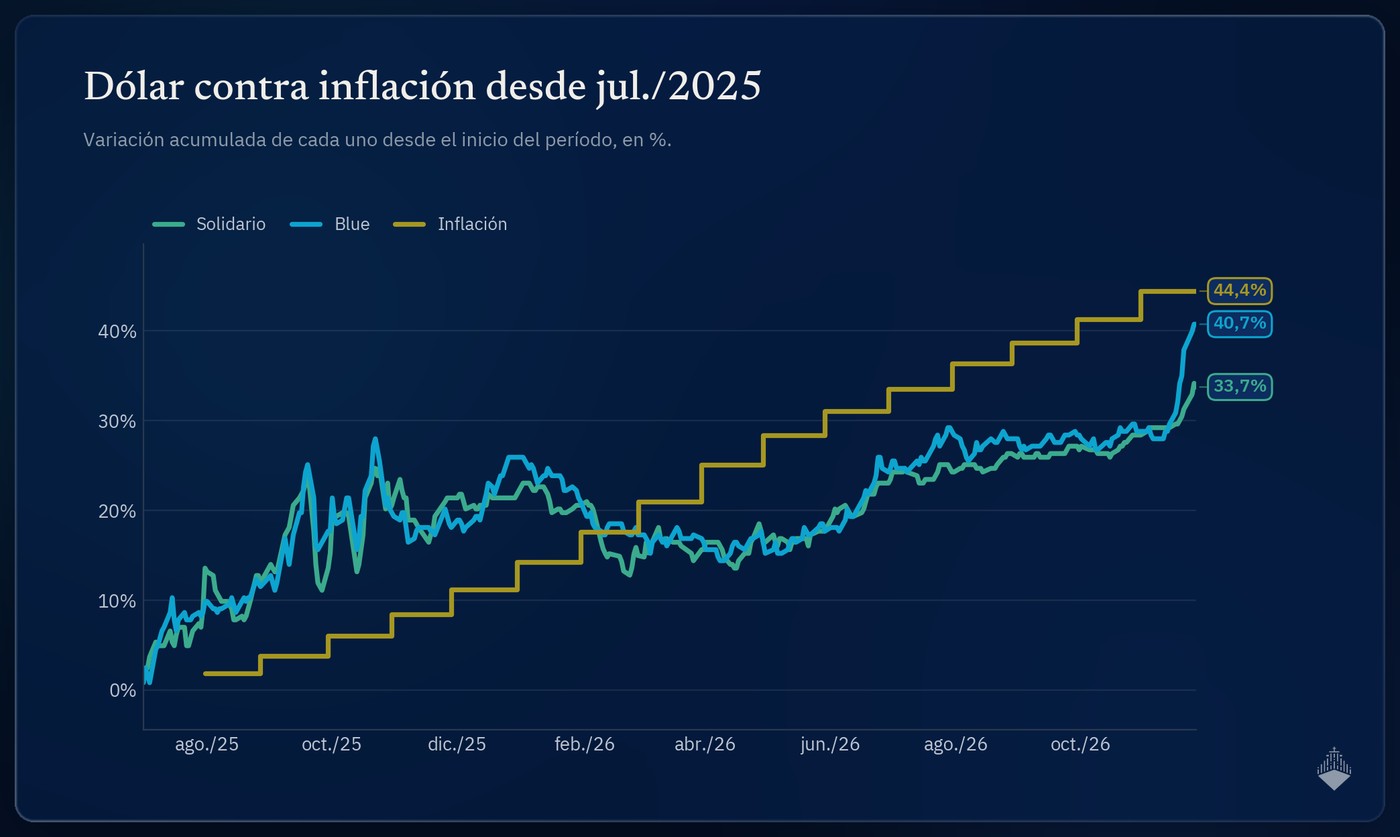 Dólar contra inflación desde jul./2025
Variación acumulada de cada uno desde el inicio del período, en %.
Solidario Blue Inflación
44,4%
40,7%
40%
33,7%
30%
20%
10%
0%
ago./25 oct./25 dic./25 feb./26 abr./26 jun./26 ago./26 oct./26